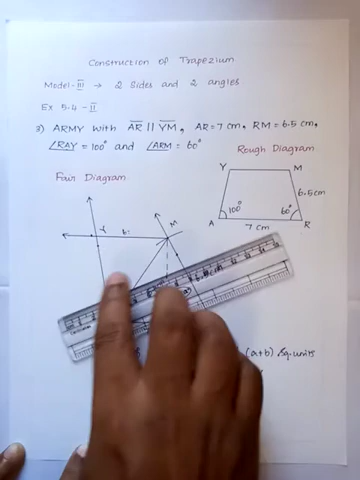 Construction of Trapezium
Model-III → 2 Sides and 2 angles
Ex 5.4 - II
3) ARMY with AR || YM, AR = 7 cm, RM = 6.5 cm,
∠RAY = 100° and ∠ARM = 60°
Rough Diagram
Fair Diagram
Y M
6.5cm
100° 60°
A 7 cm R
Y M
(a+b) sq.units